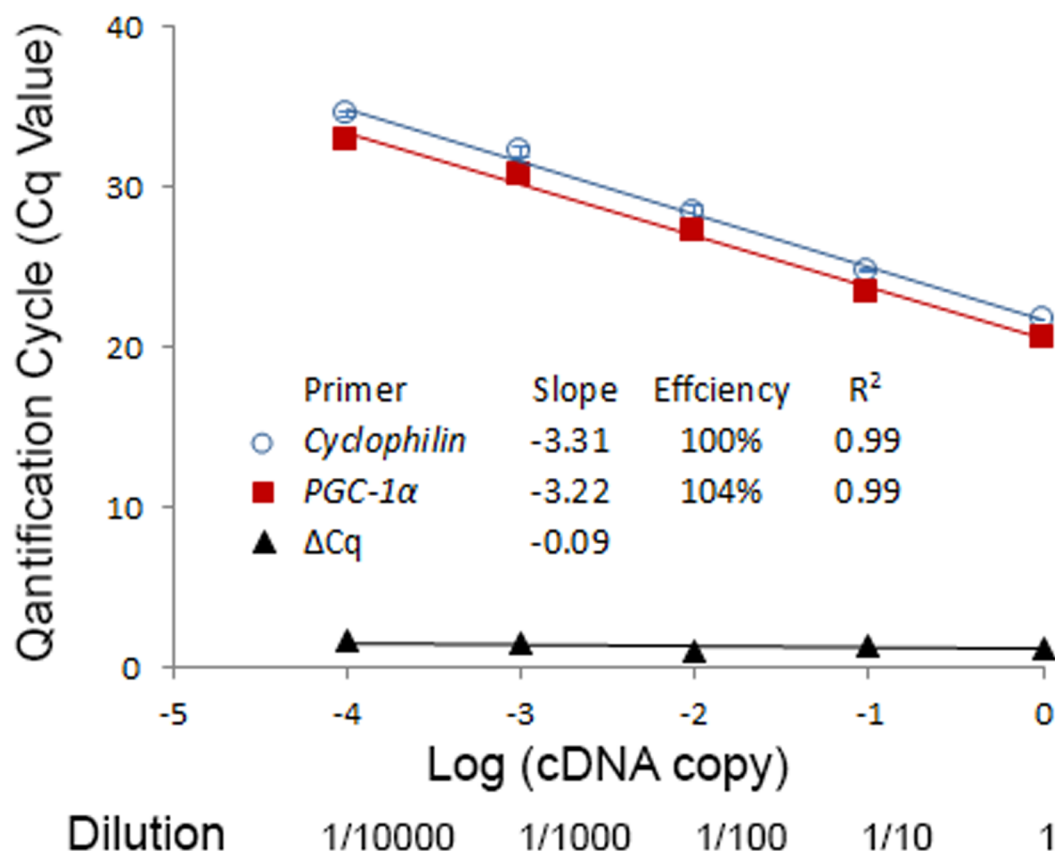 Qantification Cycle (Cq Value)
40
30
20
10
0
Primer Slope Effciency R²
Cyclophilin -3.31 100% 0.99
PGC-1α -3.22 104% 0.99
ΔCq -0.09
-5 -4 -3 -2 -1 0
Log (cDNA copy)
Dilution 1/10000 1/1000 1/100 1/10 1